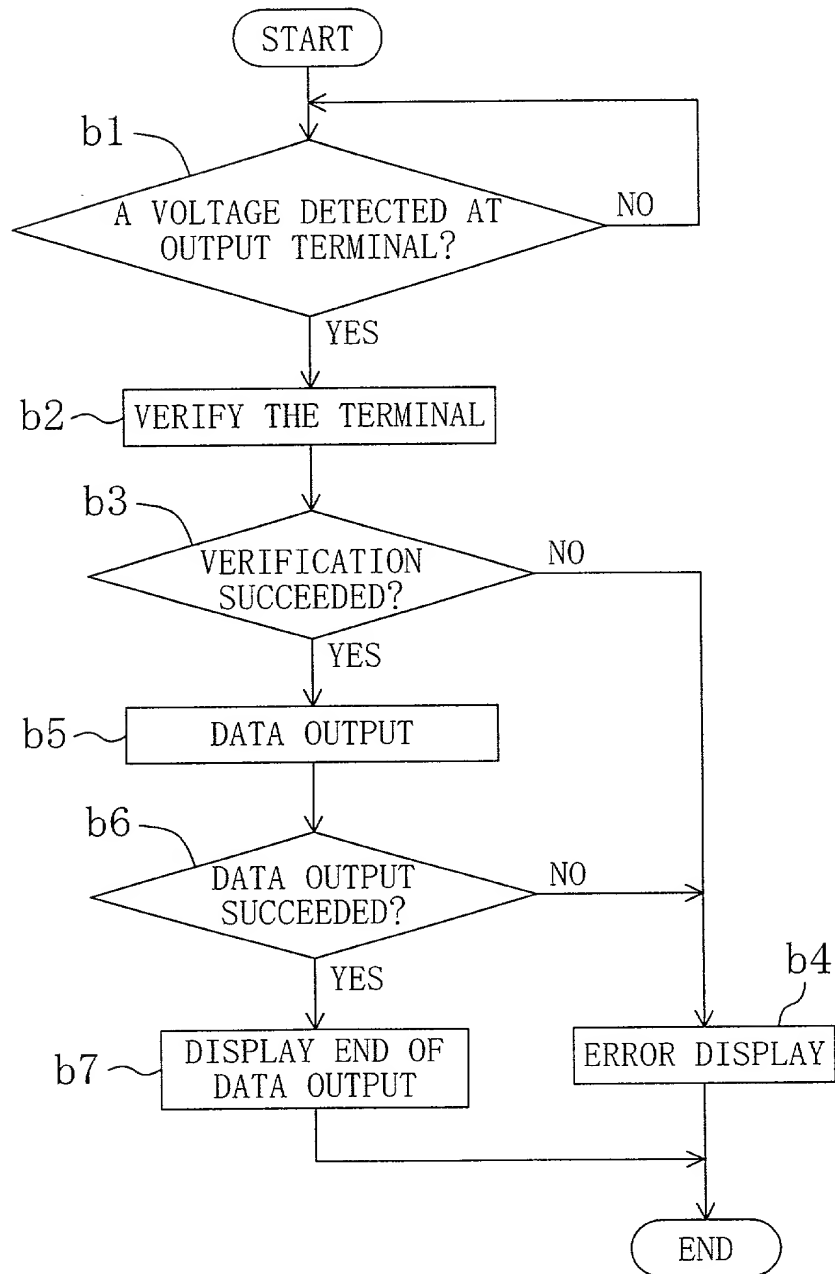 START
b1
A VOLTAGE DETECTED AT
OUTPUT TERMINAL?
NO
YES
b2
VERIFY THE TERMINAL
b3
VERIFICATION
SUCCEEDED?
NO
YES
b5
DATA OUTPUT
b6
DATA OUTPUT
SUCCEEDED?
NO
YES
b4
b7
DISPLAY END OF
DATA OUTPUT
ERROR DISPLAY
END